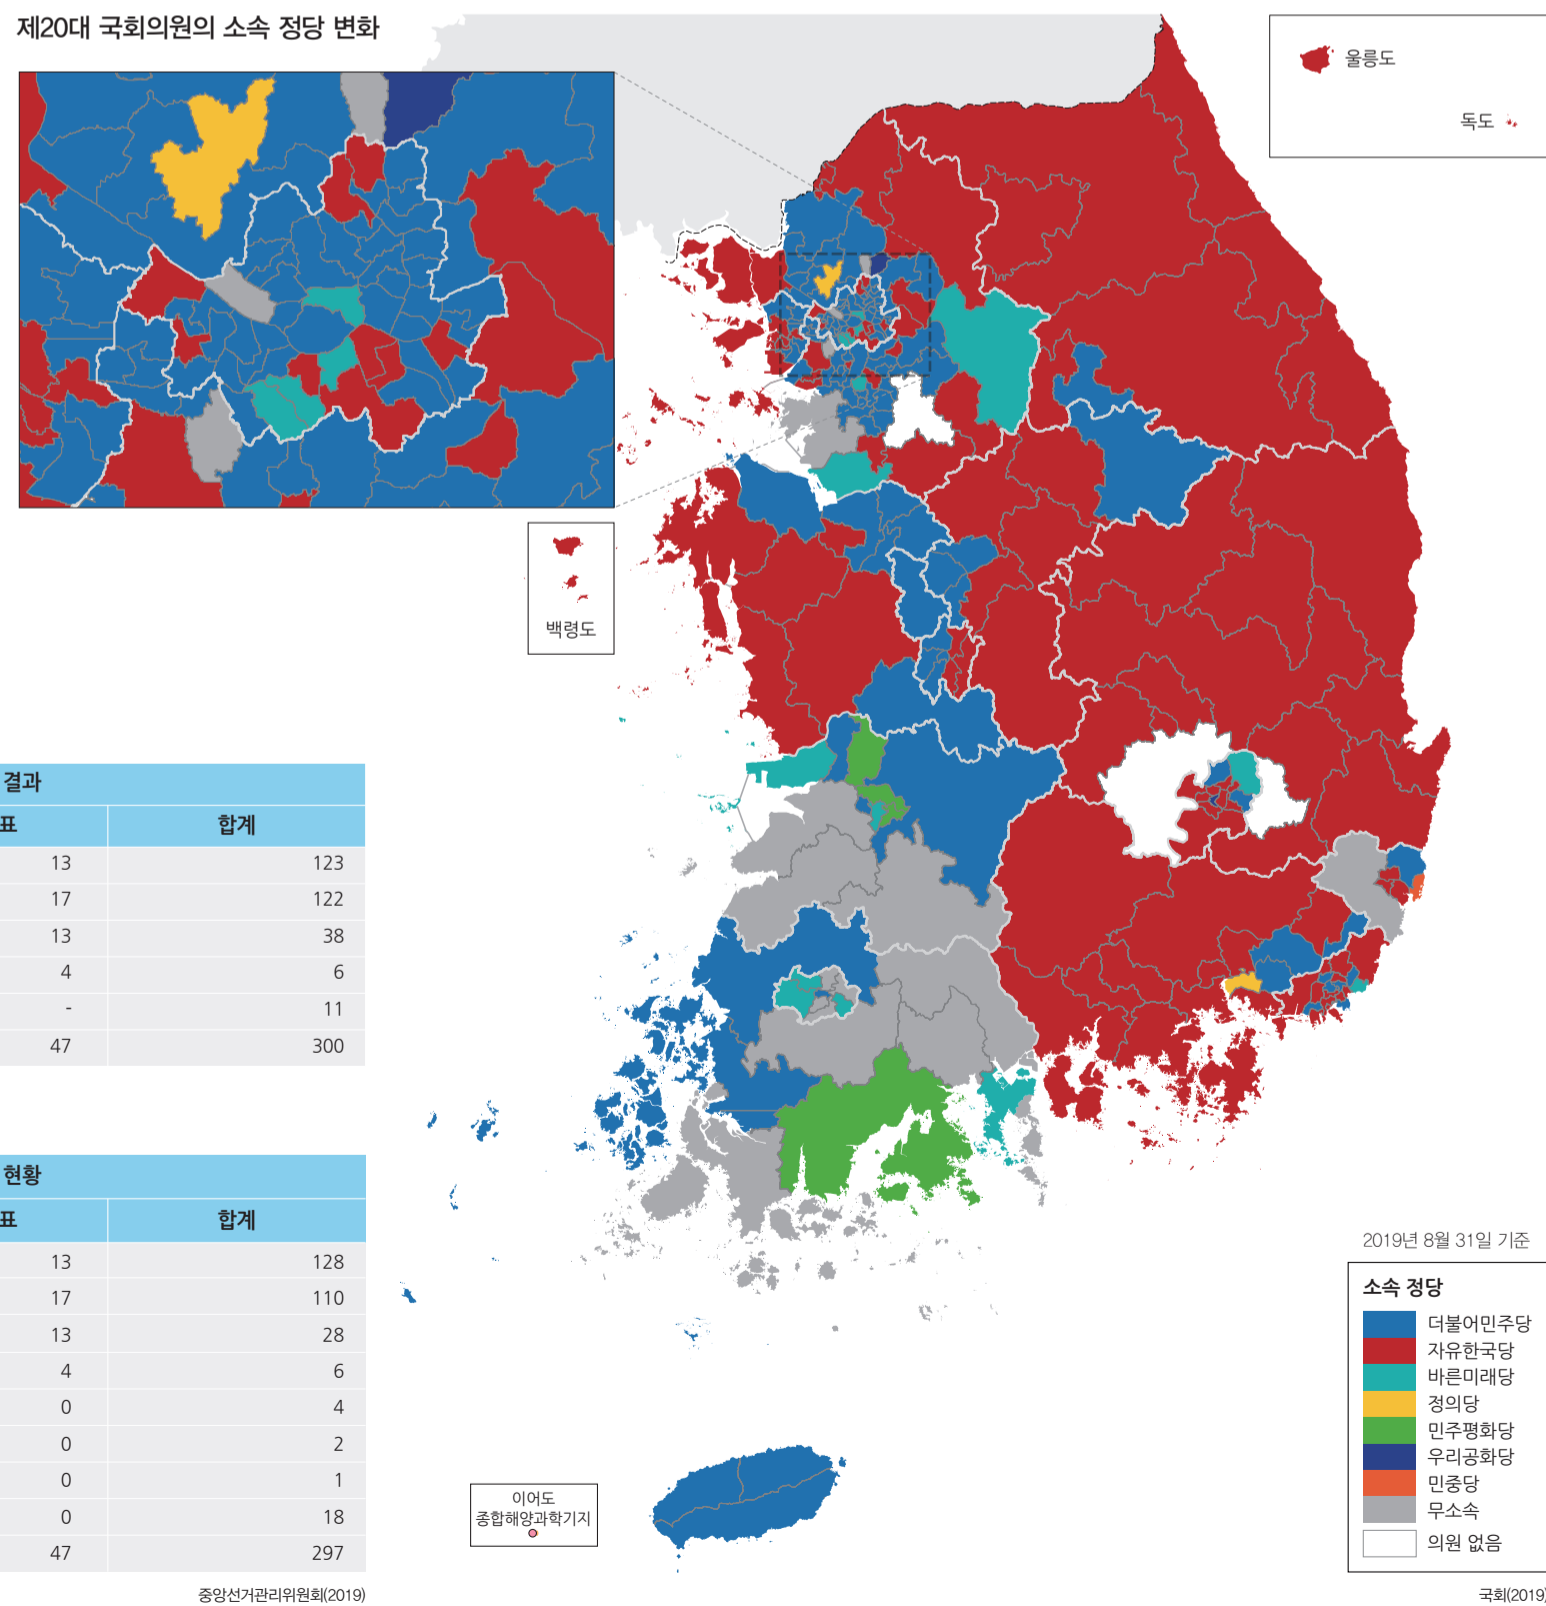 제20대 국회의원의 소속 정당 변화
울릉도
독도
백령도
결과
표 합계
13 123
17 122
13 38
4 6
- 11
47 300
현황
표 합계
13 128
17 110
13 28
4 6
0 4
0 2
0 1
0 18
47 297
중앙선거관리위원회(2019)
이어도
종합해양과학기지
2019년 8월 31일 기준
소속 정당
더불어민주당
자유한국당
바른미래당
정의당
민주평화당
우리공화당
민중당
무소속
의원 없음
국회(2019)